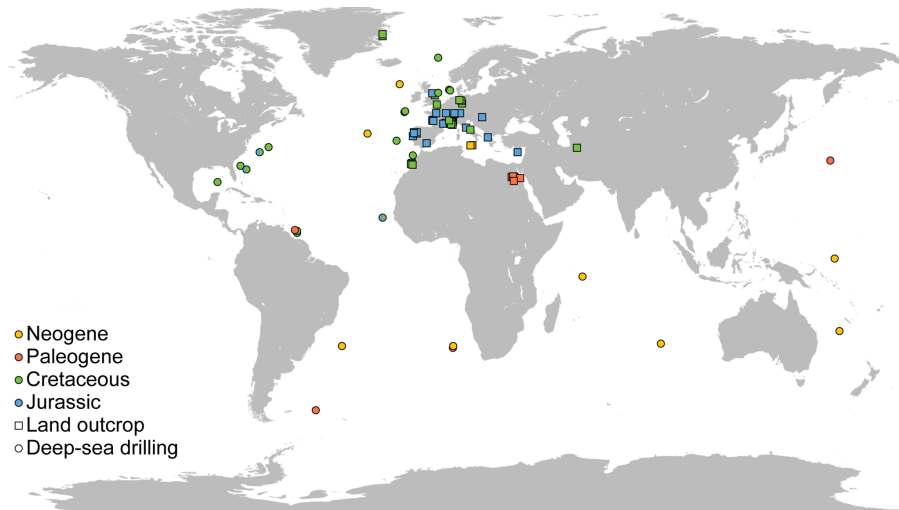 Neogene
Paleogene
Cretaceous
Jurassic
Land outcrop
Deep-sea drilling